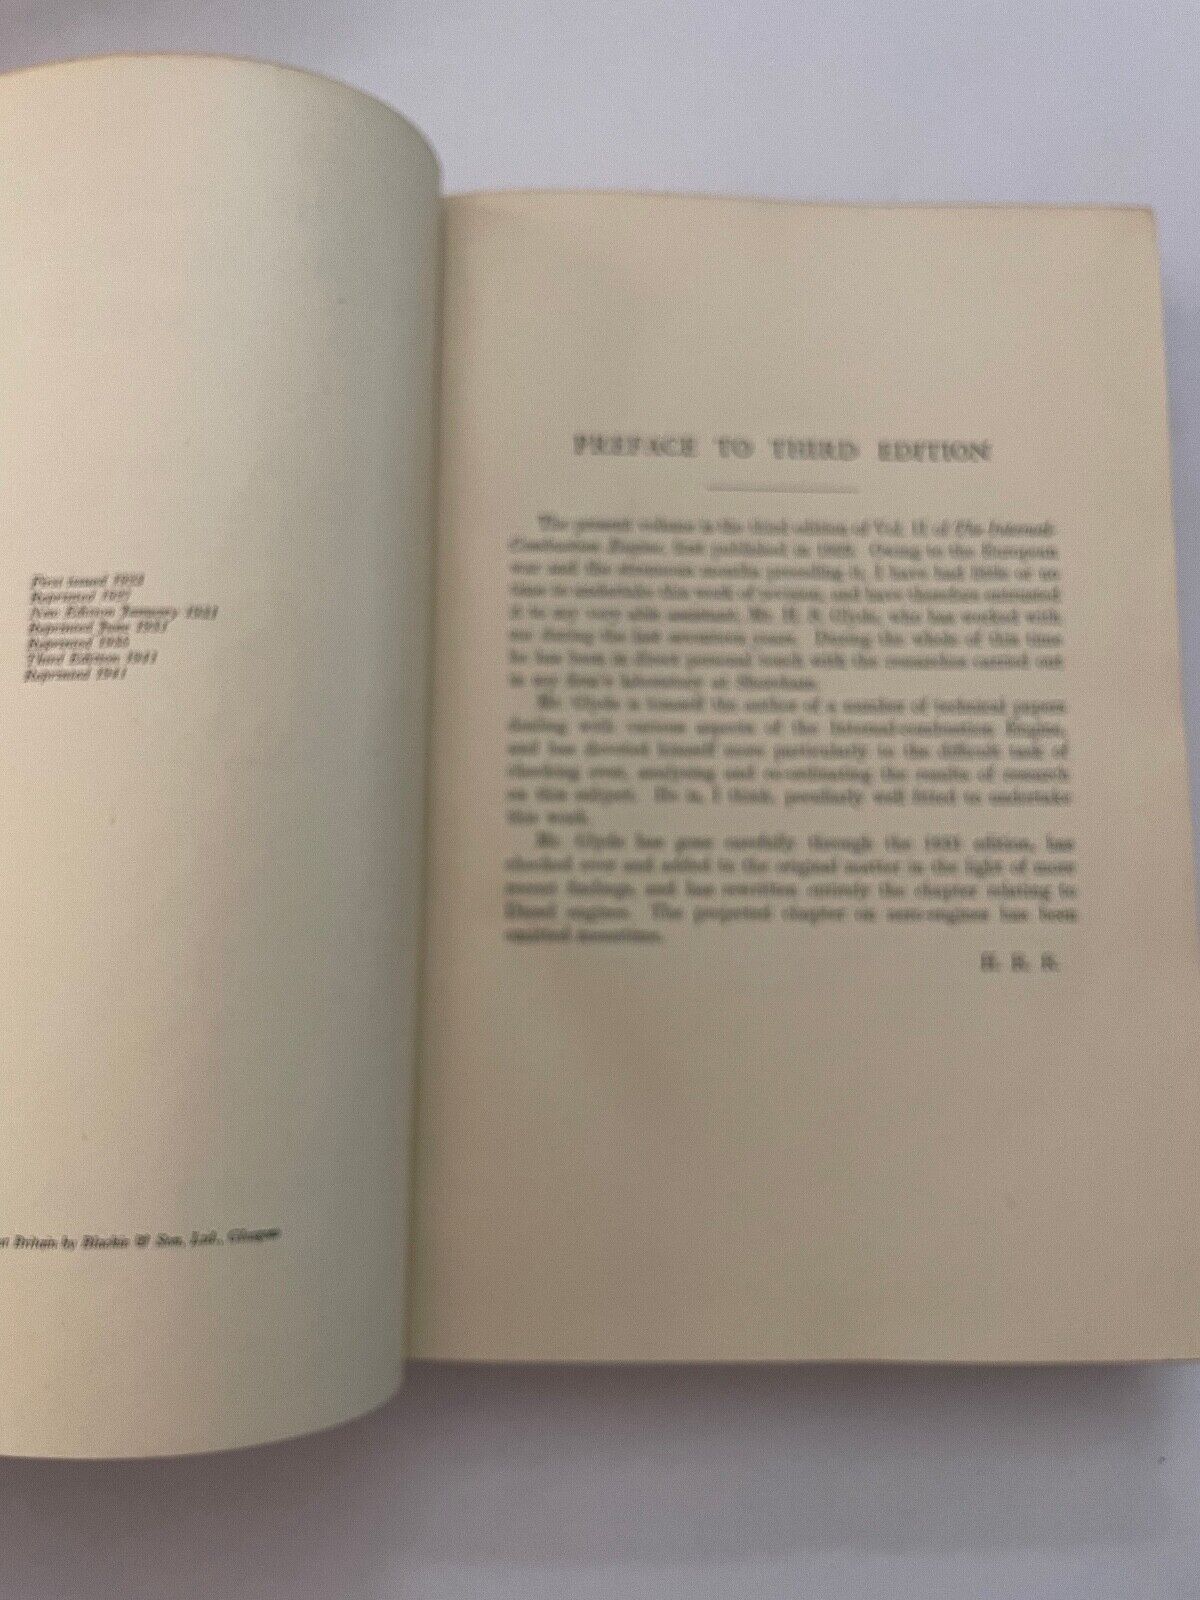 First issued 1923
Reprinted 1927
New Edition January 1931
Reprinted June 1931
Reprinted 1935
Third Edition 1941
Reprinted 1941
Britain by Blackie & Son, Ltd., Glasgow
PREFACE TO THIRD EDITION
The present volume is the third edition of Vol. II of The Internal-
Combustion Engine, first published in 1923. Owing to the European
war and the strenuous months preceding it, I have had little or no
time to undertake this work of revision, and have therefore entrusted
it to my very able assistant, Mr. H. S. Glyde, who has worked with
me during the last seventeen years. During the whole of this time
he has been in direct personal touch with the researches carried out
in my firm's laboratory at Shoreham.
Mr. Glyde is himself the author of a number of technical papers
dealing with various aspects of the Internal-combustion Engine,
and has devoted himself more particularly to the difficult task of
checking over, analysing and co-ordinating the results of research
on this subject. He is, I think, peculiarly well fitted to undertake
this work.
Mr. Glyde has gone carefully through the edition, has
checked over and added to the original matter in the light of more
recent findings, and has rewritten entirely the chapter relating to
Diesel engines. The projected chapter on aero-engines has been
omitted meantime.
H. R. R.